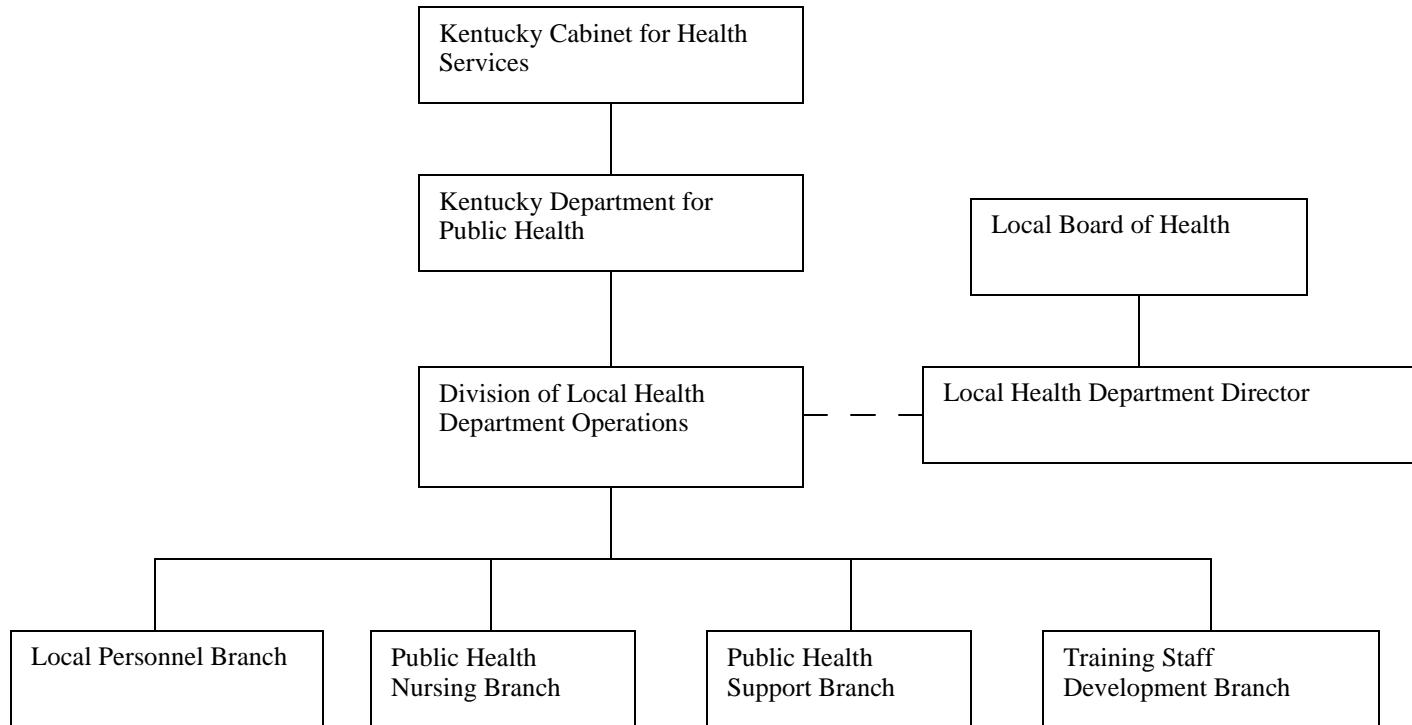 Kentucky Cabinet for Health
Services
Kentucky Department for
Public Health
Local Board of Health
Division of Local Health
Department Operations
Local Health Department Director
Local Personnel Branch
Public Health
Nursing Branch
Public Health
Support Branch
Training Staff
Development Branch